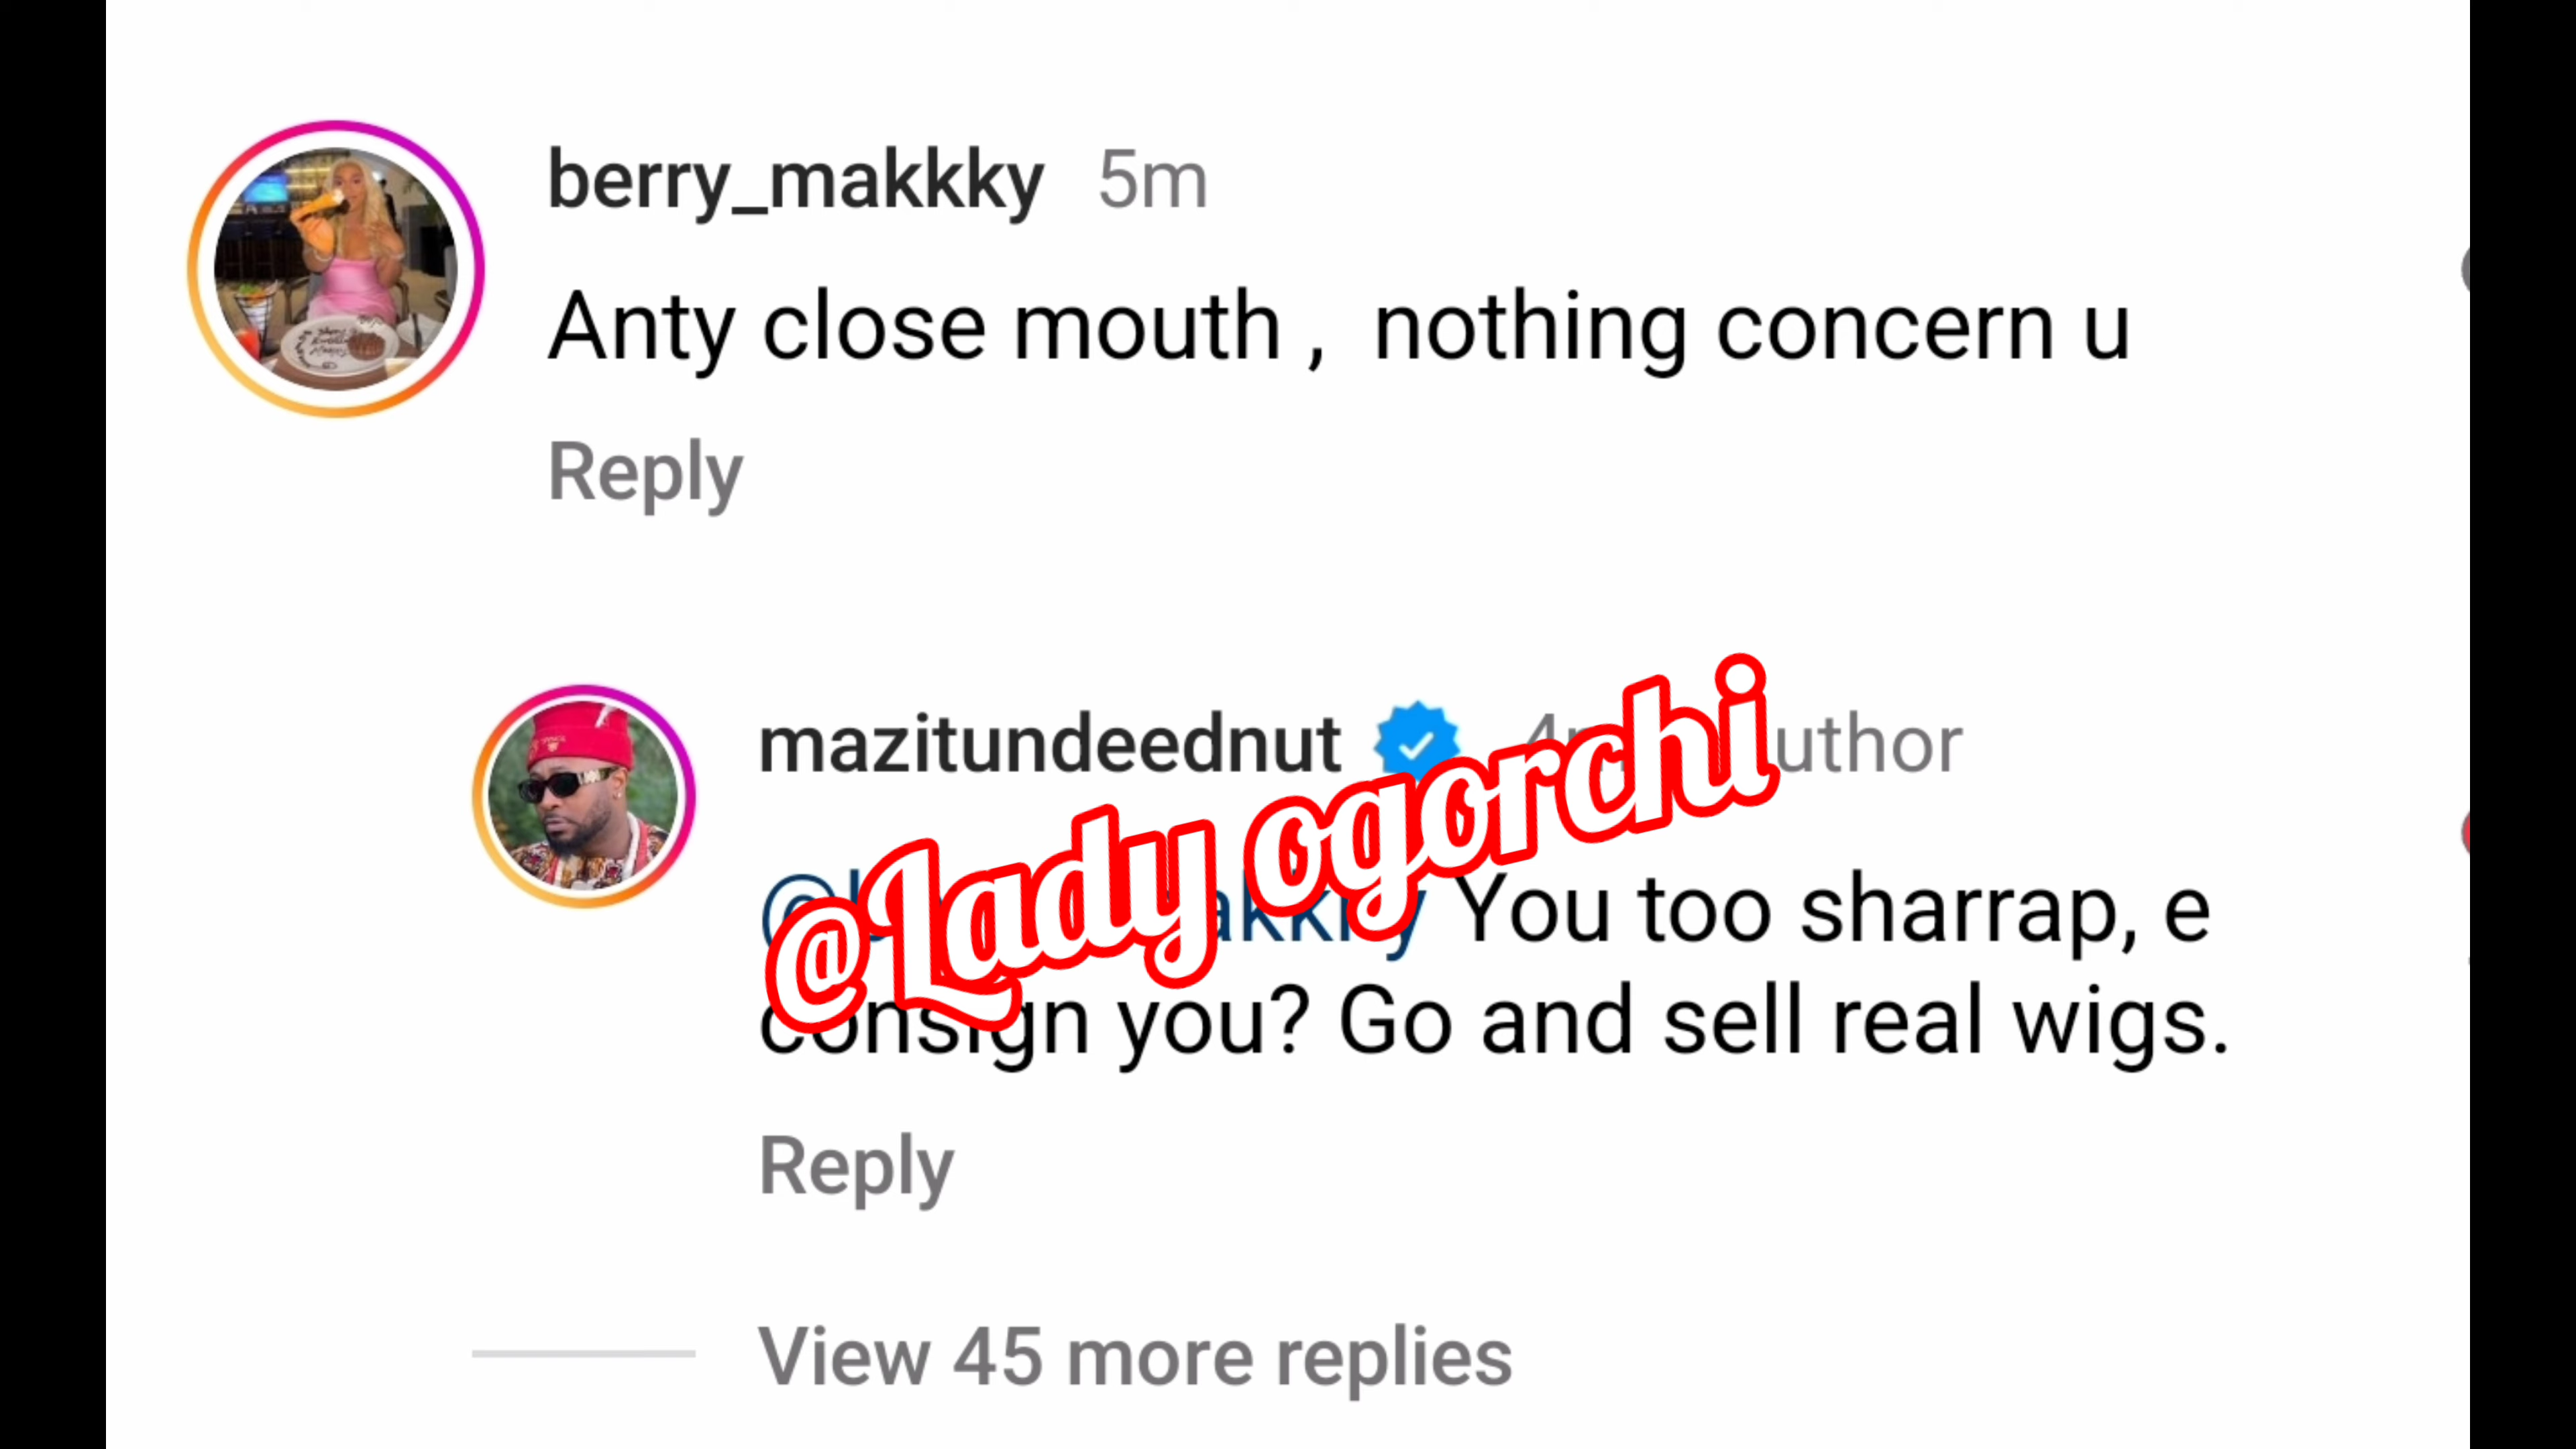 berry_makkky 5m
Anty close mouth , nothing concern u
Reply
mazitundeednut
@Lady ogorchi
You too sharrap, e
consign you? Go and sell real wigs.
Reply
View 45 more replies